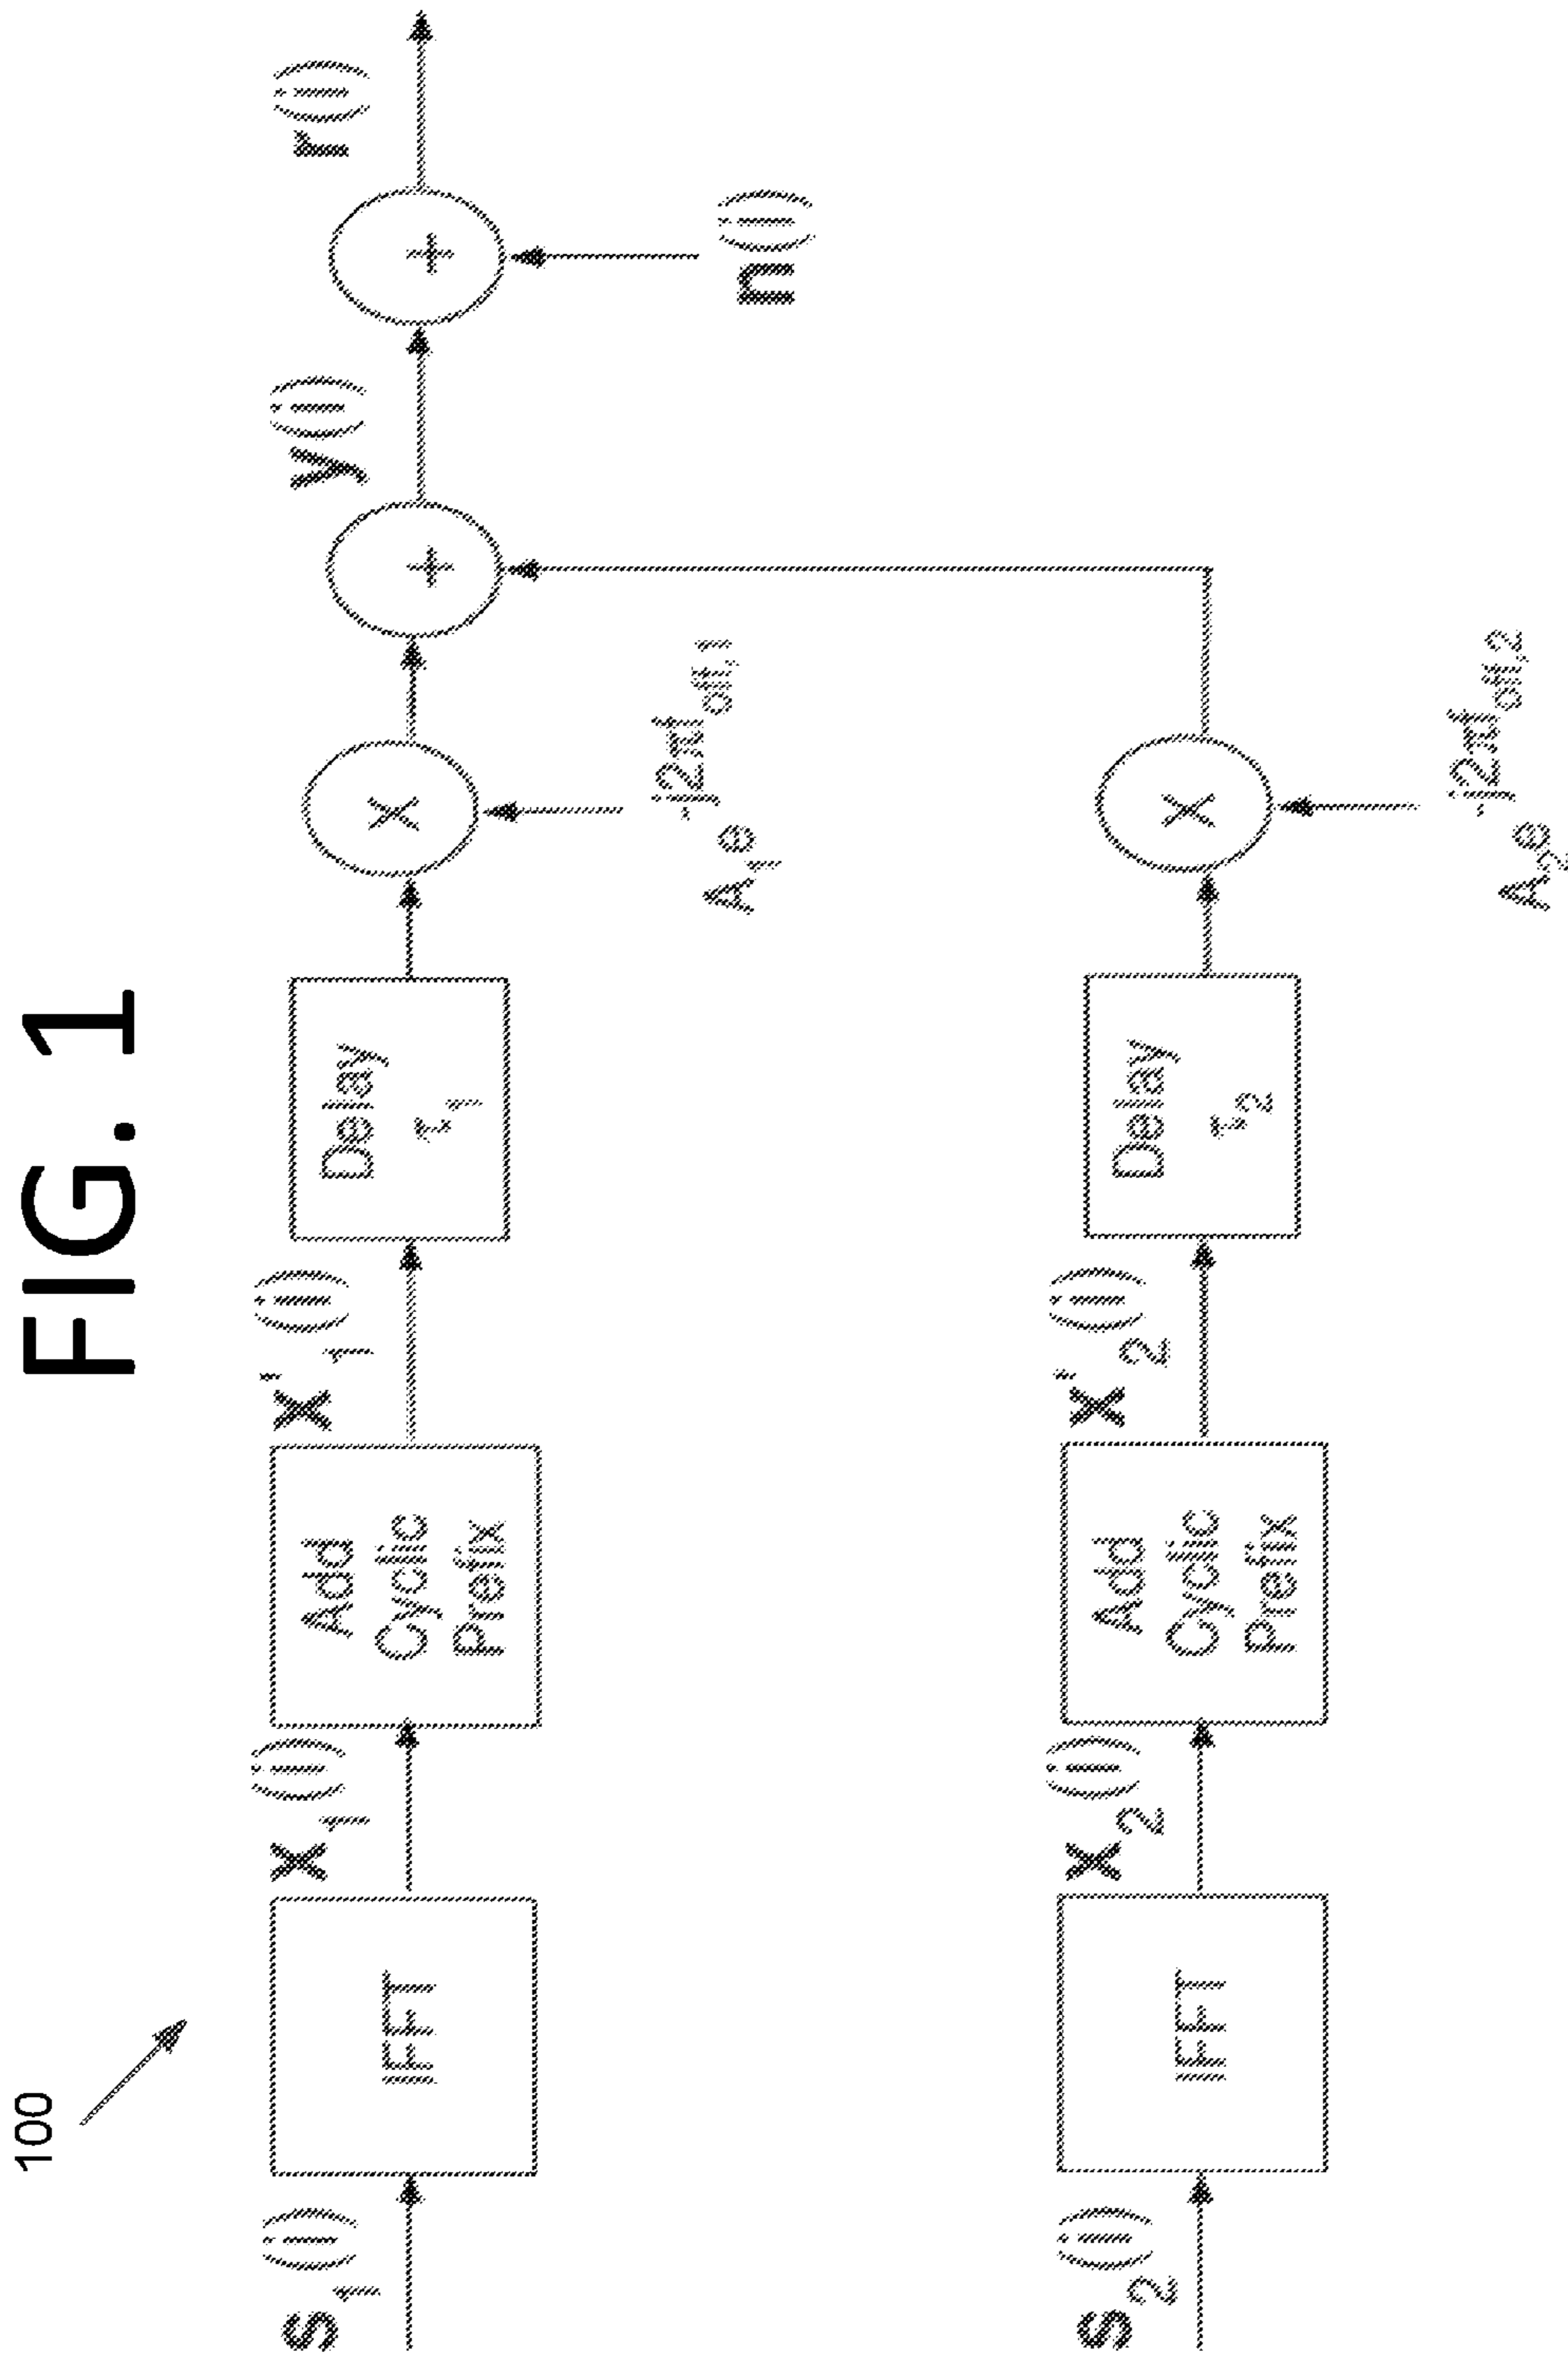 FIG. 1
100
s1(i)
IFFT
x1(i)
Add
Cyclic
Prefix
x'1(i)
Delay
τ1
X
A1e-j2πfoff,1
+
y(i)
+
n(i)
r(i)
s2(i)
IFFT
x2(i)
Add
Cyclic
Prefix
x'2(i)
Delay
τ2
X
A2e-j2πfoff,2